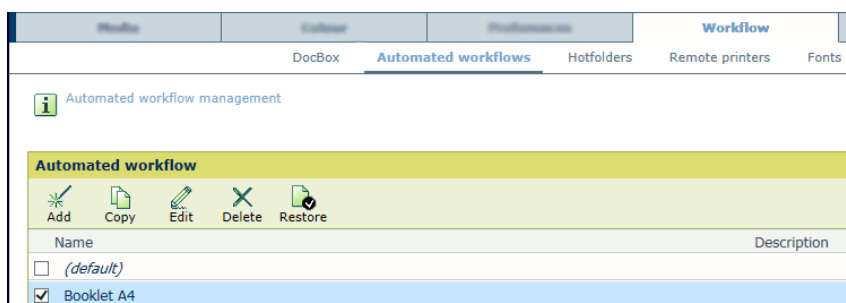 Workflow
DocBox Automated workflows Hotfolders Remote printers Fonts
Automated workflow management
Automated workflow
Add Copy Edit Delete Restore
Name Description
(default)
Booklet A4